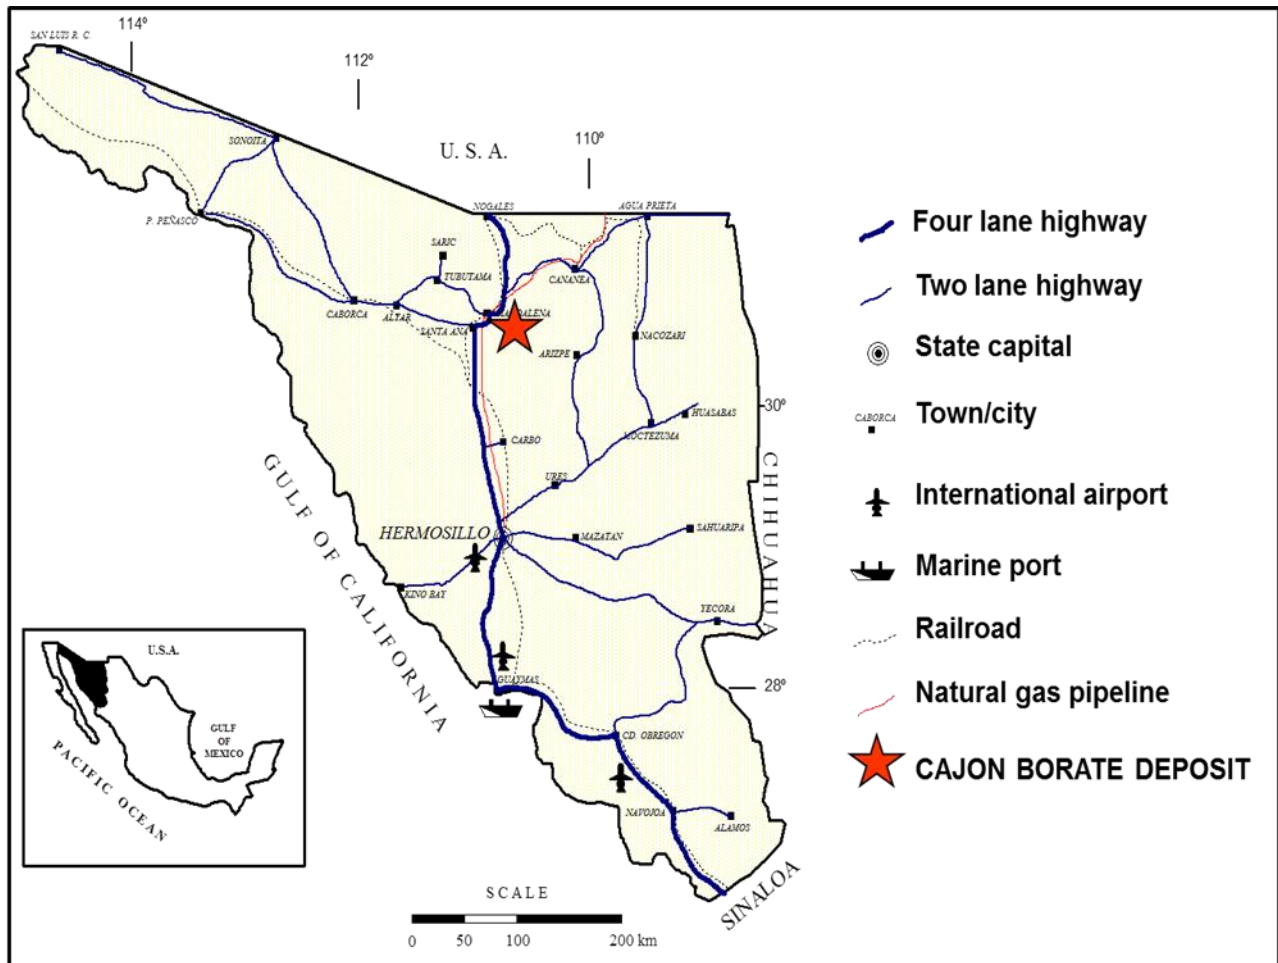 114º
SAN LUIS R. C.
112º
110º
SONOITA
U. S. A.
NOGALES
AGUA PRIETA
P. PEÑASCO
SARIC
TUBUTAMA
CANANEA
CABORCA
ALTAR
SANTA ANA
NACOZARI
ARIZPE
30º
HUASABAS
MOCTEZUMA
CARBO
URES
HERMOSILLO
MAZATAN
SAHUARIPA
KINO BAY
YECORA
GUAYMAS
28º
CD. OBREGON
NAVOJOA
ALAMOS
GULF OF CALIFORNIA
CHIHUAHUA
SINALOA
SCALE
0 50 100 200 km
U.S.A.
GULF
OF
MEXICO
PACIFIC OCEAN
Four lane highway
Two lane highway
State capital
CABORCA
Town/city
International airport
Marine port
Railroad
Natural gas pipeline
CAJON BORATE DEPOSIT